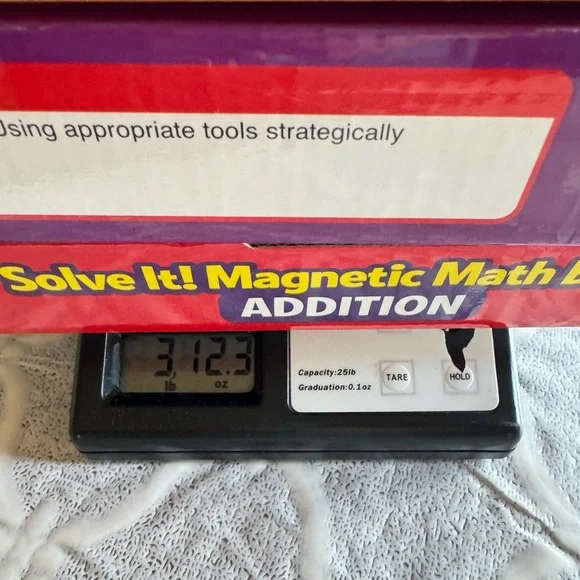 Using appropriate tools strategically
Solve It! Magnetic Math
ADDITION
3, 12.3
lb oz
Capacity:25lb
Graduation:0.1oz
TARE
HOLD